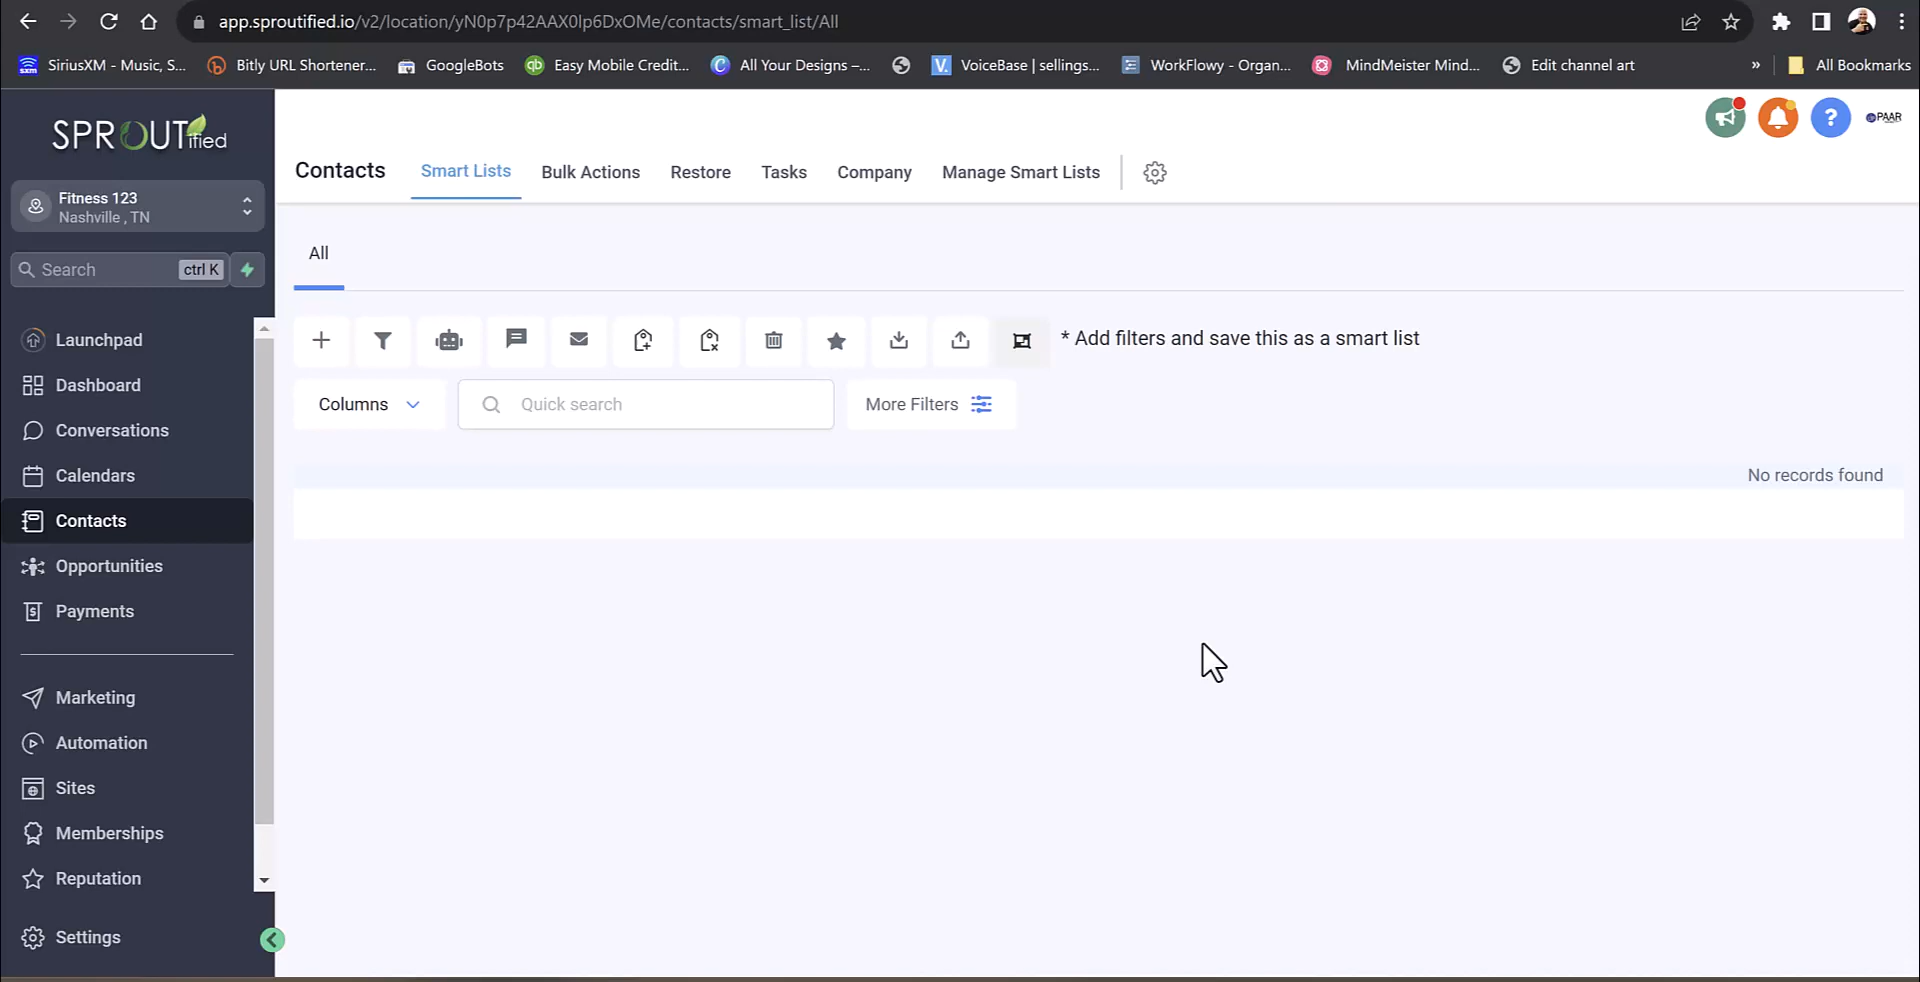 app.sproutified.io/v2/location/yN0p7p42AAX0lp6DxOMe/contacts/smart_list/All
SiriusXM - Music, S...
Bitly URL Shortener...
GoogleBots
Easy Mobile Credit...
All Your Designs –...
VoiceBase | sellings...
WorkFlowy - Organ...
MindMeister Mind...
Edit channel art
»
All Bookmarks
SPROUTified
PAAR
Contacts
Smart Lists
Bulk Actions
Restore
Tasks
Company
Manage Smart Lists
Fitness 123
Nashville , TN
Search
ctrl K
All
* Add filters and save this as a smart list
Columns
Quick search
More Filters
No records found
Launchpad
Dashboard
Conversations
Calendars
Contacts
Opportunities
Payments
Marketing
Automation
Sites
Memberships
Reputation
Settings